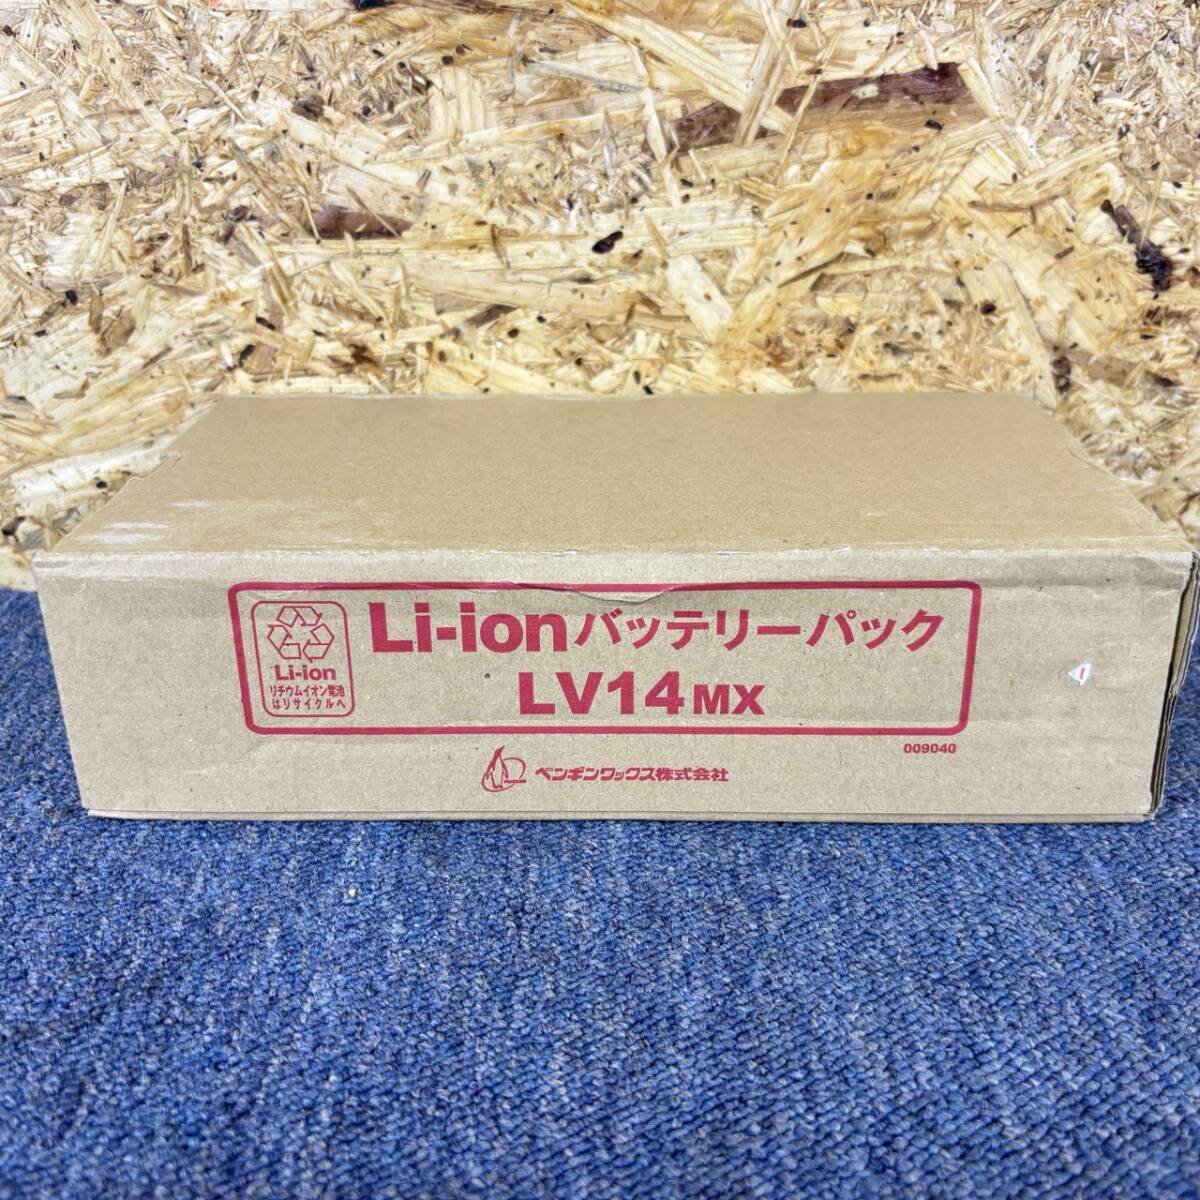 Li-ionバッテリーパック
LV14MX
Li-ion
リチウムイオン電池
はリサイクルへ
009040
ペンギンワックス株式会社